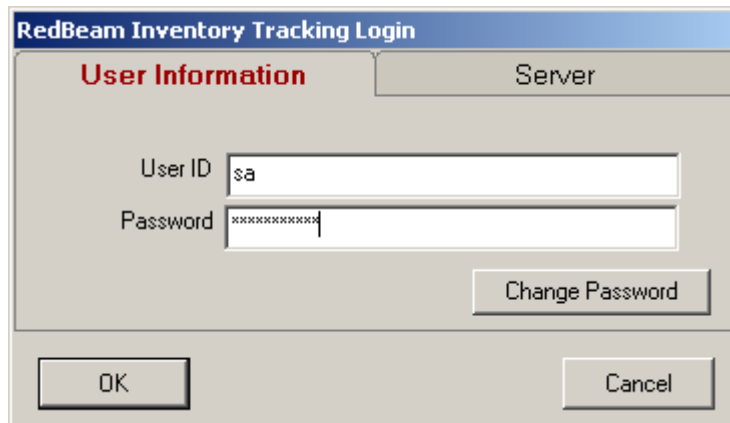 RedBeam Inventory Tracking Login
User Information
Server
User ID
sa
Password
***********
Change Password
OK
Cancel